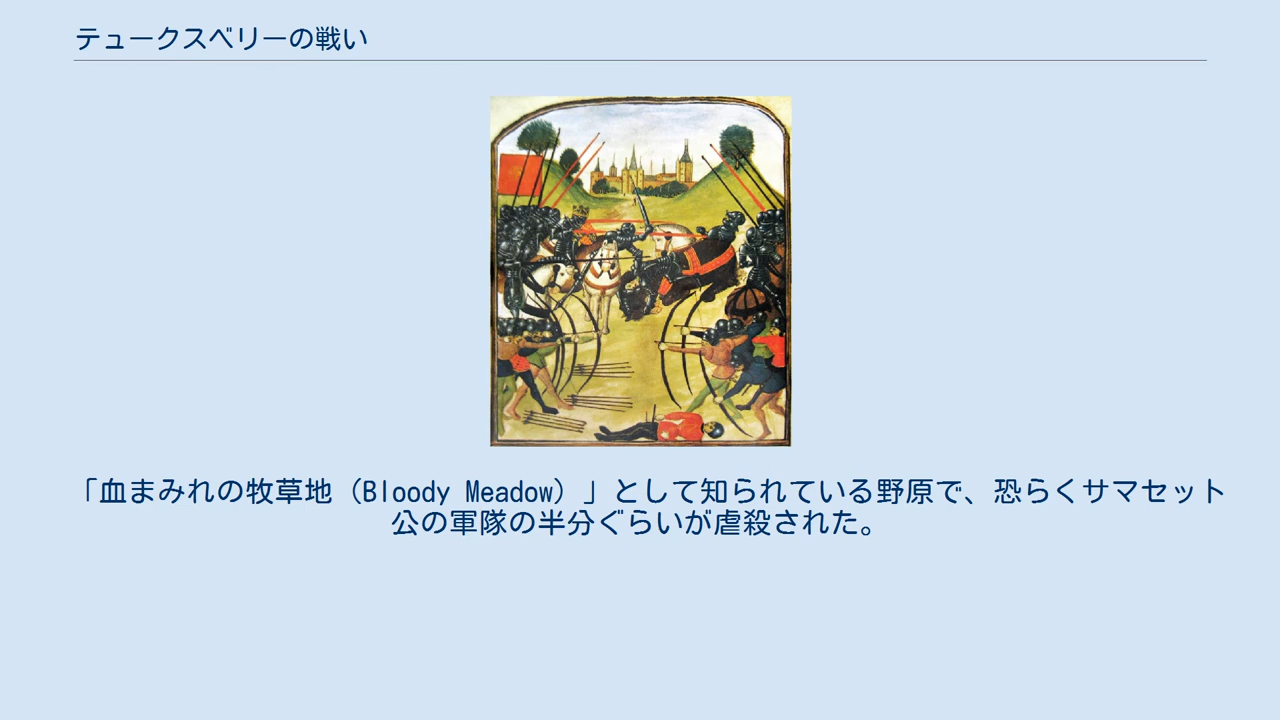 テュークスベリーの戦い
「血まみれの牧草地（Bloody Meadow）」として知られている野原で、恐らくサマセット
公の軍隊の半分ぐらいが虐殺された。